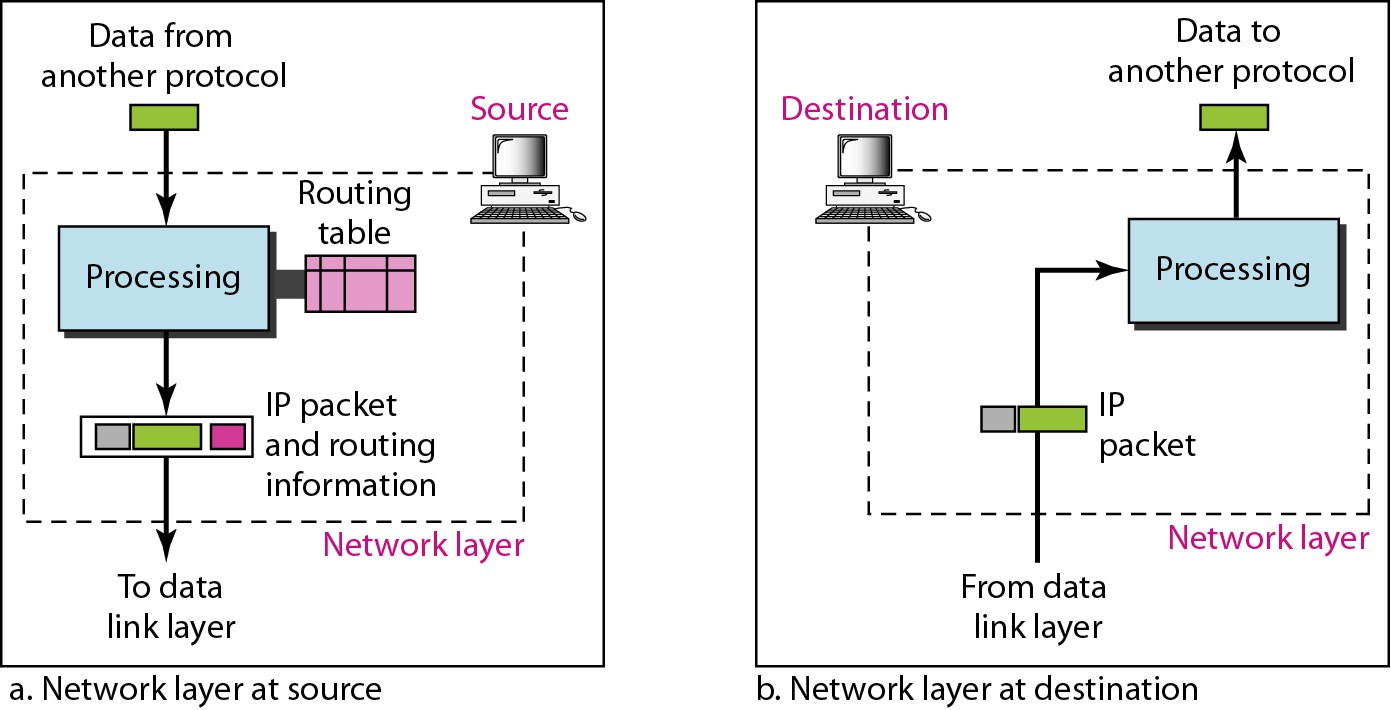 Data from
another protocol
Source
Routing
table
Processing
IP packet
and routing
information
Network layer
To data
link layer
a. Network layer at source
Data to
another protocol
Destination
Processing
IP
packet
Network layer
From data
link layer
b. Network layer at destination